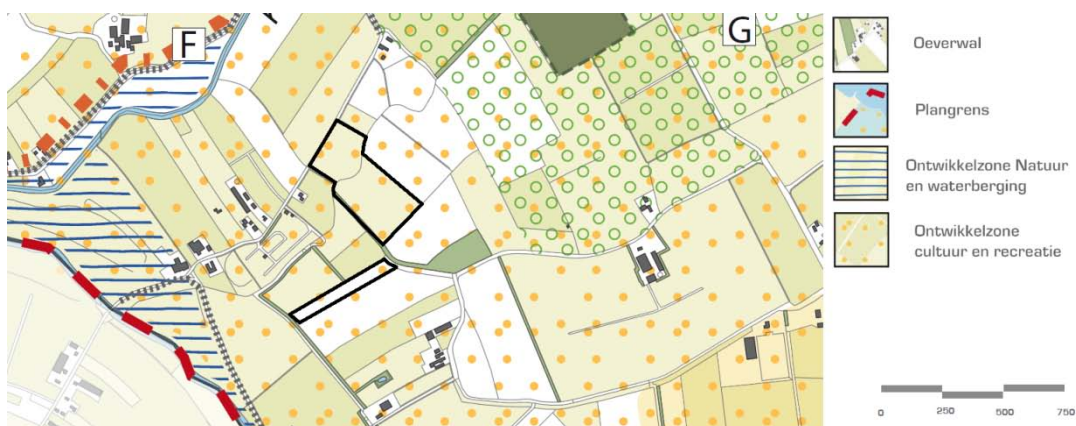 F
G
Oeverwal
Plangrens
Ontwikkelzone Natuur
en waterberging
Ontwikkelzone
cultuur en recreatie
0 250 500 750